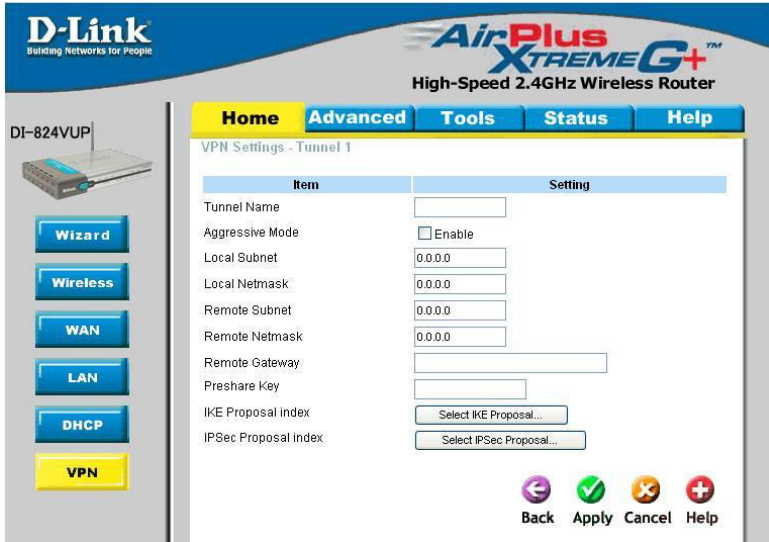 D-Link
Building Networks for People
AirPlus
XTREME G+™
High-Speed 2.4GHz Wireless Router
DI-824VUP
Home Advanced Tools Status Help
VPN Settings - Tunnel 1
Item Setting
Tunnel Name
Aggressive Mode Enable
Local Subnet 0.0.0.0
Local Netmask 0.0.0.0
Remote Subnet 0.0.0.0
Remote Netmask 0.0.0.0
Remote Gateway
Preshare Key
IKE Proposal index Select IKE Proposal...
IPSec Proposal index Select IPSec Proposal...
Wizard
Wireless
WAN
LAN
DHCP
VPN
Back Apply Cancel Help